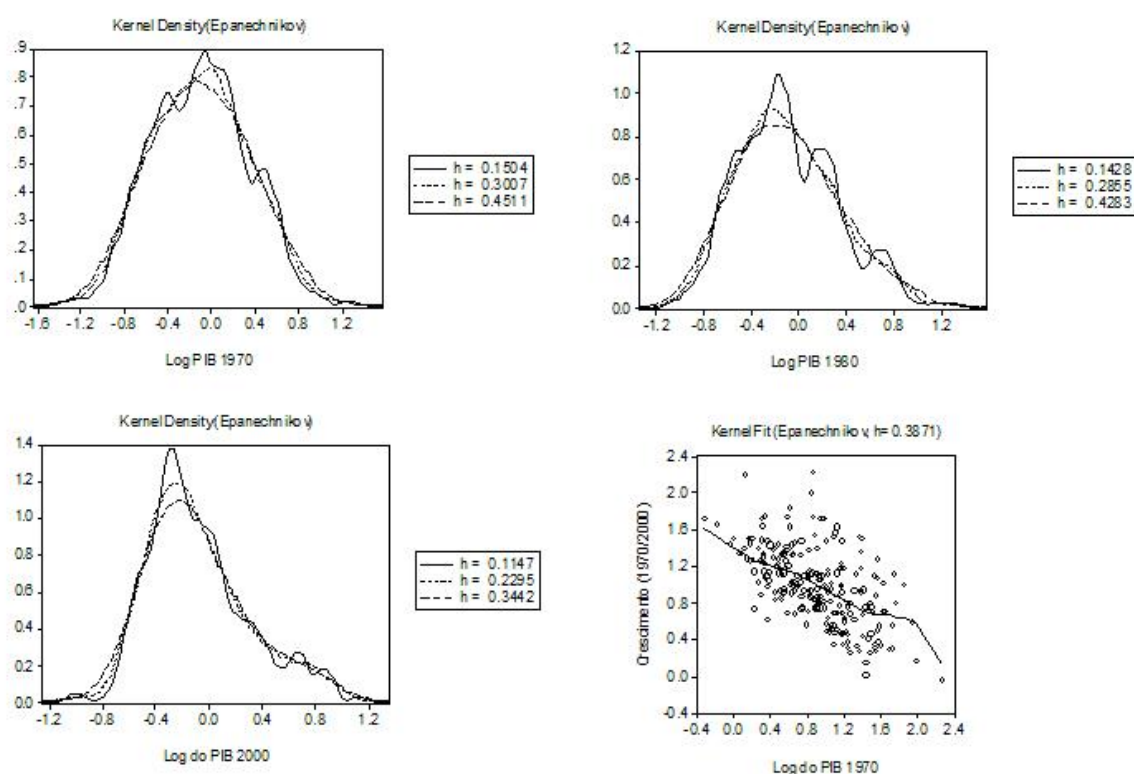 Kernel Density (Epanechnikov)
.9
.8
.7
.6
.5
.4
.3
.2
.1
.0
-1.6 -1.2 -0.8 -0.4 0.0 0.4 0.8 1.2
Log PIB 1970
h = 0.1504
h = 0.3007
h = 0.4511
Kernel Density (Epanechnikov)
1.2
1.0
0.8
0.6
0.4
0.2
0.0
-1.2 -0.8 -0.4 0.0 0.4 0.8 1.2
Log PIB 1980
h = 0.1428
h = 0.2855
h = 0.4283
Kernel Density (Epanechnikov)
1.4
1.2
1.0
0.8
0.6
0.4
0.2
0.0
-1.2 -0.8 -0.4 0.0 0.4 0.8 1.2
Log do PIB 2000
h = 0.1147
h = 0.2295
h = 0.3442
Kernel Fit (Epanechnikov, h= 0.3871)
Crescimento (1970/2000)
2.4
2.0
1.6
1.2
0.8
0.4
0.0
-0.4
-0.4 0.0 0.4 0.8 1.2 1.6 2.0 2.4
Log do PIB 1970